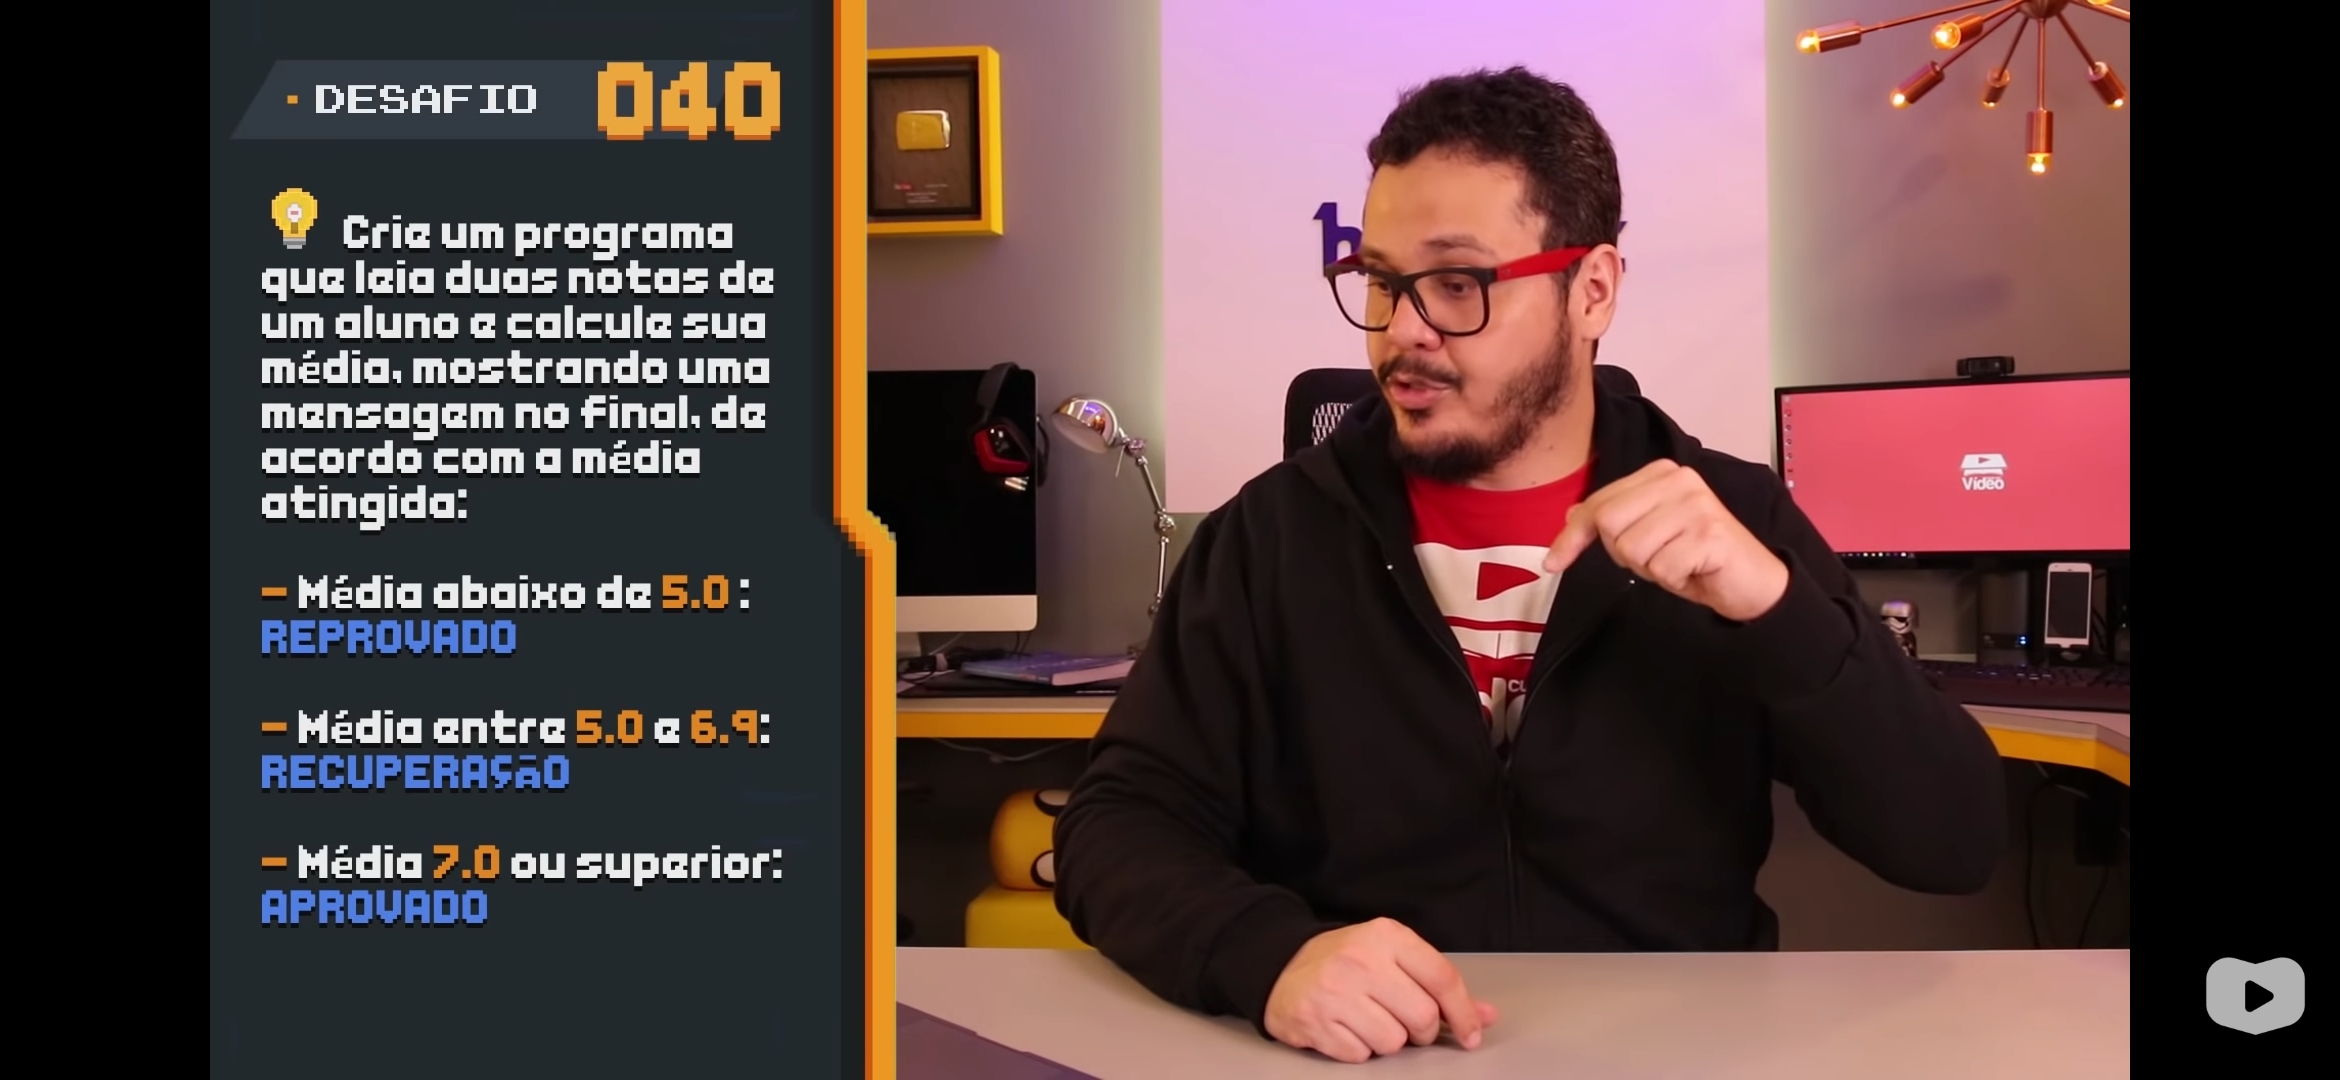 DESAFIO 040
Crie um programa
que leia duas notas de
um aluno e calcule sua
média, mostrando uma
mensagem no final, de
acordo com a média
atingida:
- Média abaixo de 5.0 :
REPROVADO
- Média entre 5.0 e 6.9:
RECUPERAÇãO
- Média 7.0 ou superior:
APROVADO
Vídeo